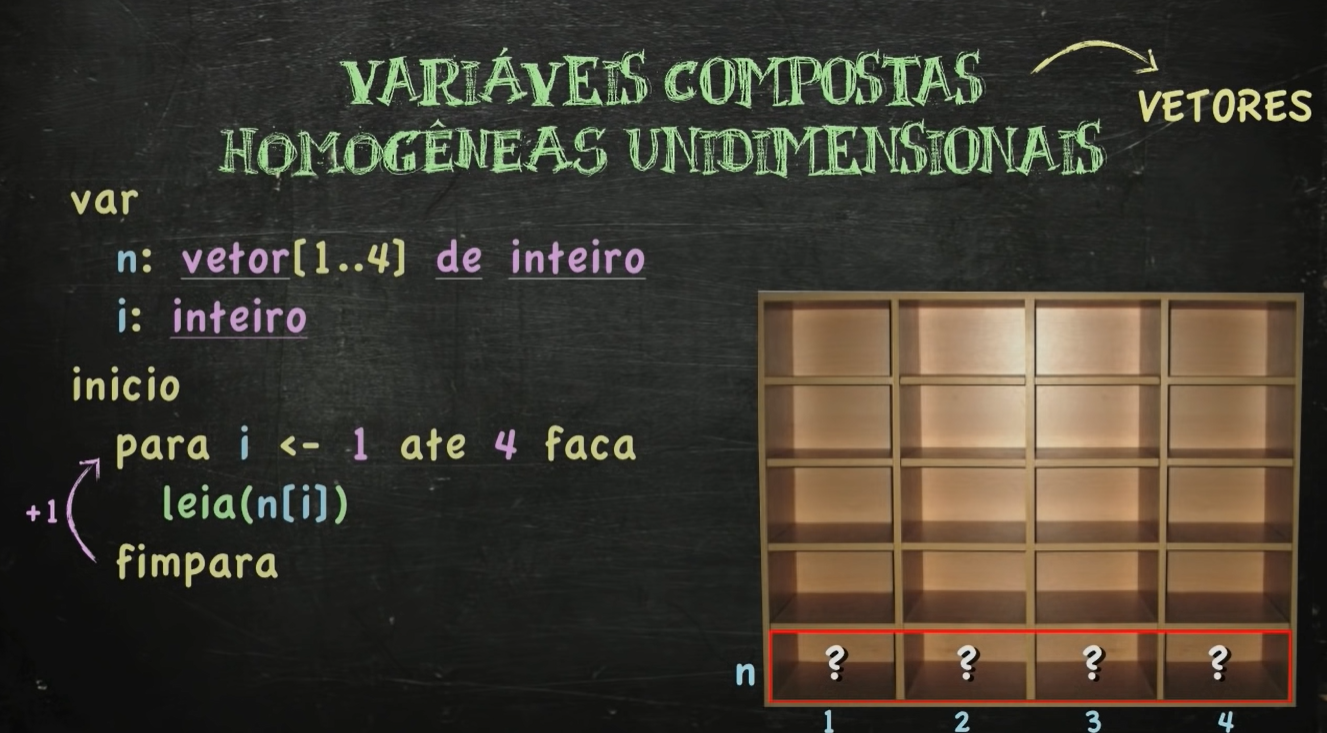 VARIÁVEIS COMPOSTAS
HOMOGÊNEAS UNIDIMENSIONAIS
VETORES
var
n: vetor[1..4] de inteiro
i: inteiro
inicio
para i <- 1 ate 4 faca
leia(n[i])
fimpara
+1
n ? ? ? ?
1 2 3 4